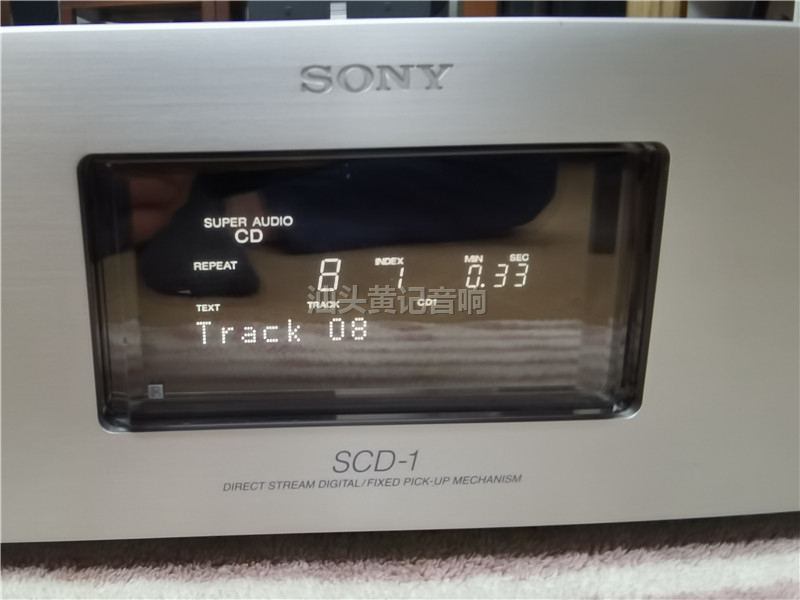 SONY
SUPER AUDIO
CD
REPEAT 8 INDEX 1 MIN SEC 0.33
汕头黄记音响
TEXT TRACK CD1
Track 08
SCD-1
DIRECT STREAM DIGITAL/FIXED PICK-UP MECHANISM